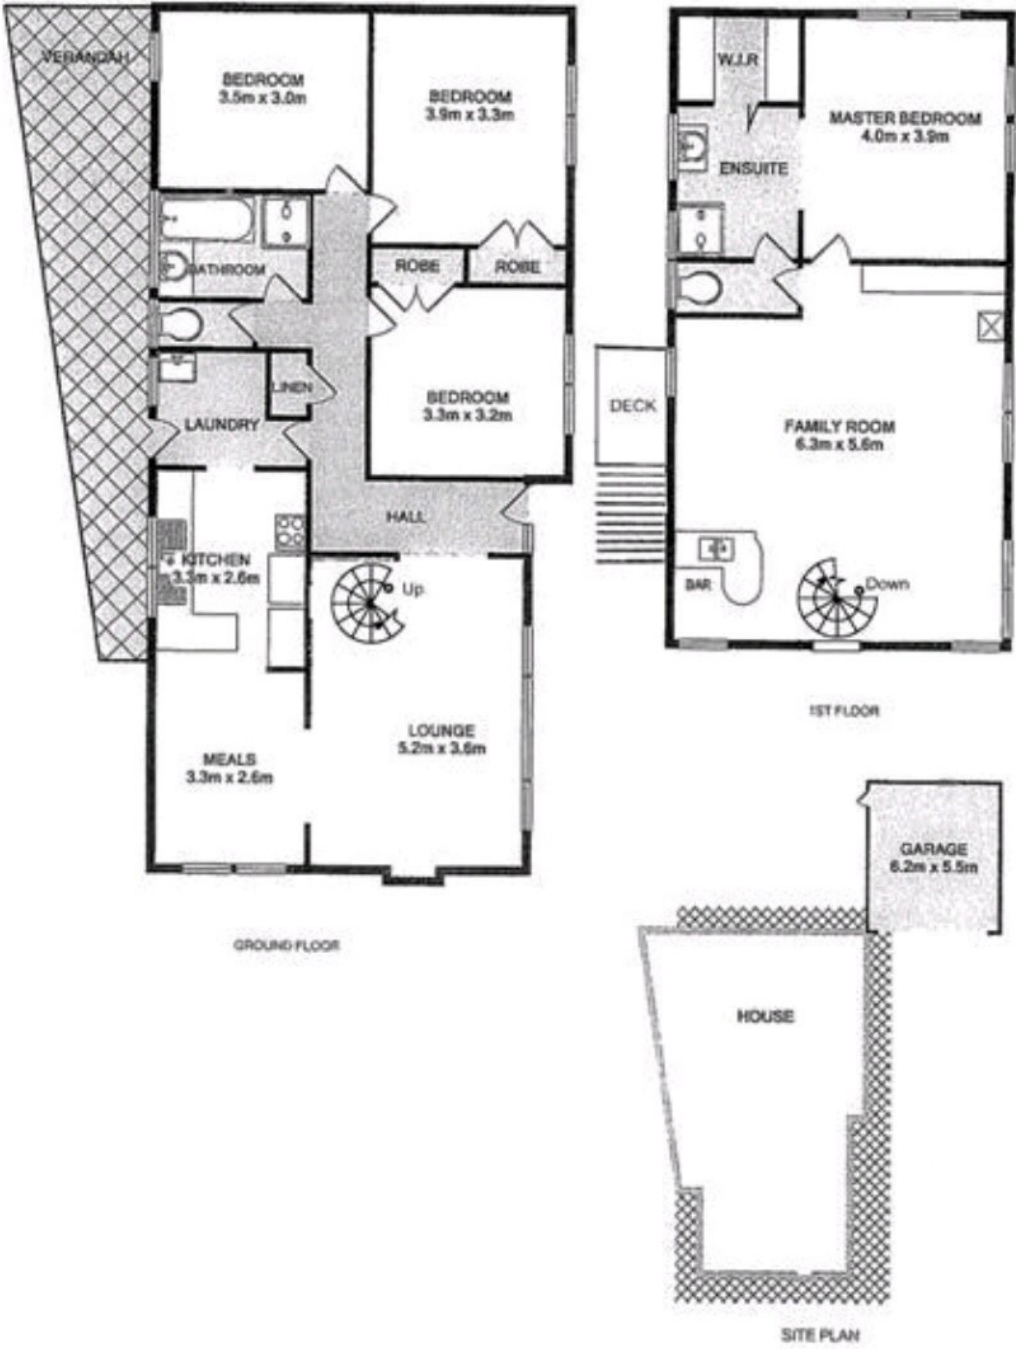 VERANDAH
BEDROOM
3.5m x 3.0m
BEDROOM
3.9m x 3.3m
BATHROOM
ROBE
ROBE
LINEN
LAUNDRY
BEDROOM
3.3m x 3.2m
HALL
KITCHEN
3.3m x 2.6m
Up
LOUNGE
5.2m x 3.6m
MEALS
3.3m x 2.6m
GROUND FLOOR
W.I.R
MASTER BEDROOM
4.0m x 3.9m
ENSUITE
DECK
FAMILY ROOM
6.3m x 5.6m
BAR
Down
1ST FLOOR
GARAGE
6.2m x 5.5m
HOUSE
SITE PLAN